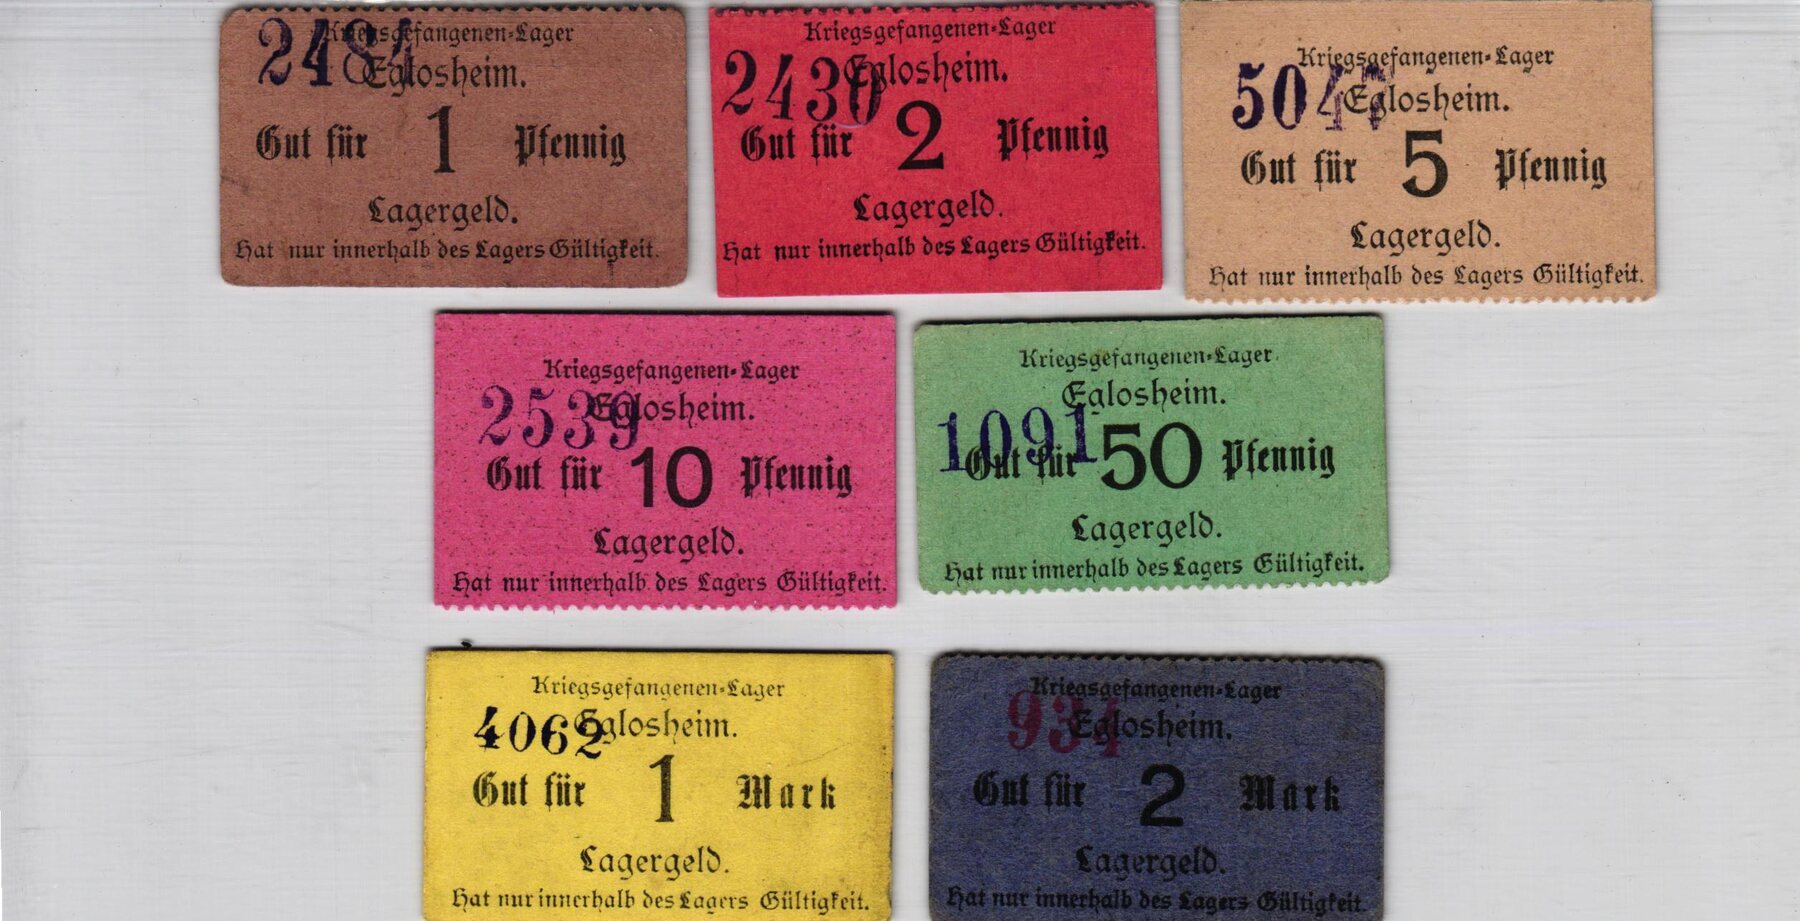 2484
Kriegsgefangenen-Lager
Eglosheim.
Gut für 1 Pfennig
Lagergeld.
Hat nur innerhalb des Lagers Gültigkeit.
2430
Kriegsgefangenen-Lager
Eglosheim.
Gut für 2 Pfennig
Lagergeld.
Hat nur innerhalb des Lagers Gültigkeit.
Kriegsgefangenen-Lager
Eglosheim.
Gut für 5 Pfennig
Lagergeld.
Hat nur innerhalb des Lagers Gültigkeit.
Kriegsgefangenen-Lager
2539
Eglosheim.
Gut für 10 Pfennig
Lagergeld.
Hat nur innerhalb des Lagers Gültigkeit.
Kriegsgefangenen-Lager
Eglosheim.
1091
Gut für 50 Pfennig
Lagergeld.
Hat nur innerhalb des Lagers Gültigkeit.
Kriegsgefangenen-Lager
4062
Eglosheim.
Gut für 1 Mark
Lagergeld.
Hat nur innerhalb des Lagers Gültigkeit.
Kriegsgefangenen-Lager
934
Eglosheim.
Gut für 2 Mark
Lagergeld.
Hat nur innerhalb des Lagers Gültigkeit.